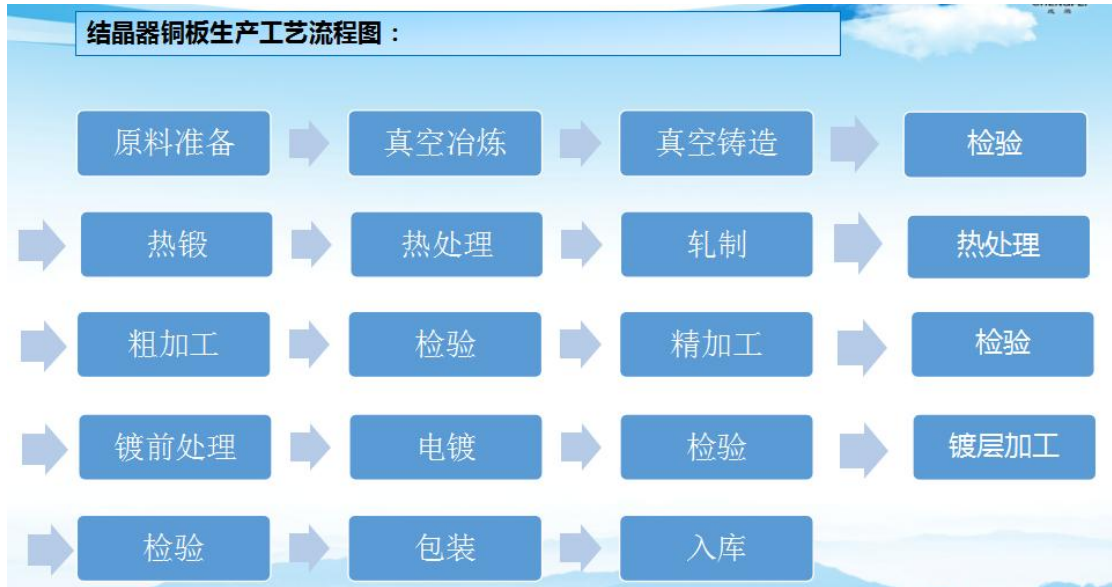 结晶器铜板生产工艺流程图：
原料准备
真空冶炼
真空铸造
检验
热锻
热处理
轧制
热处理
粗加工
检验
精加工
检验
镀前处理
电镀
检验
镀层加工
检验
包装
入库